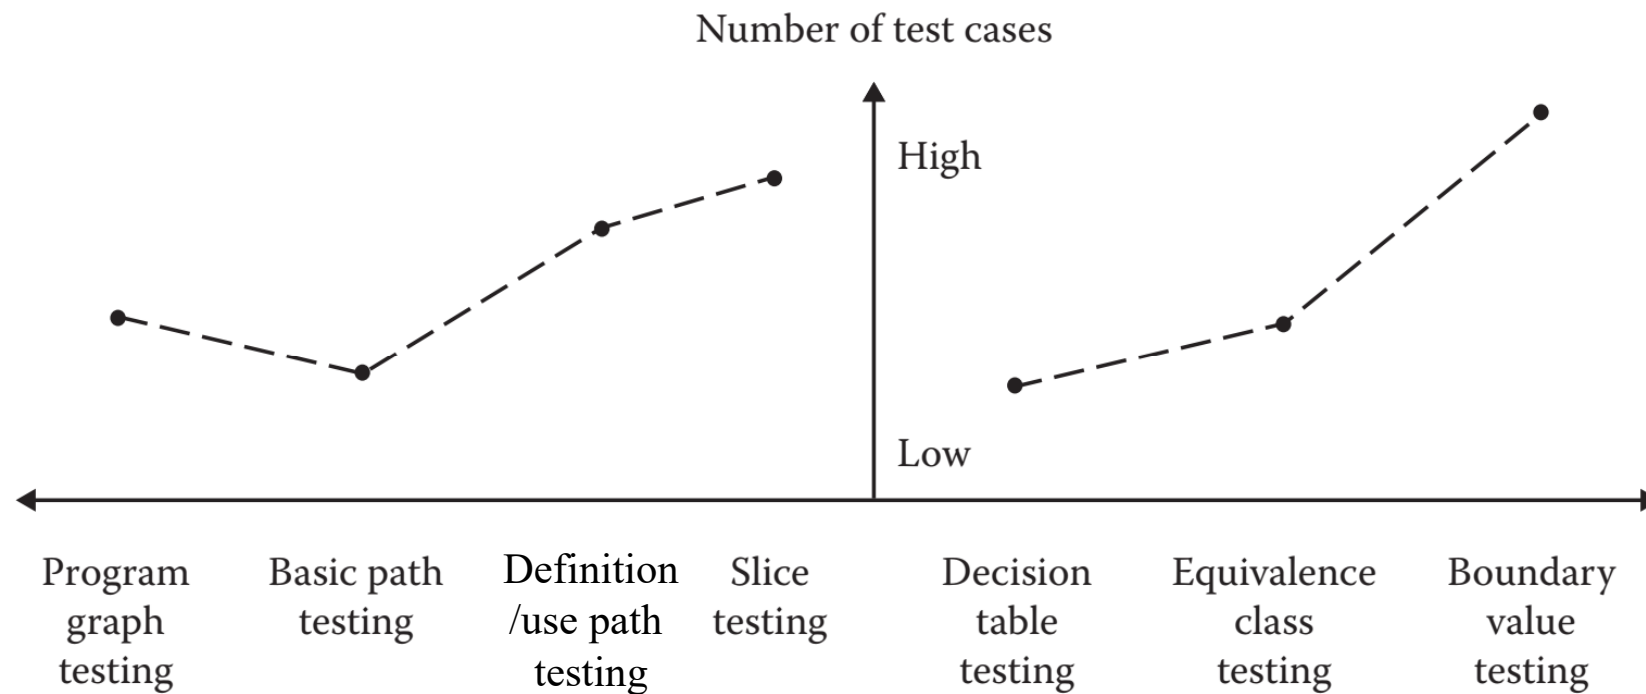 Number of test cases
High
Low
Program
graph
testing
Basic path
testing
Definition
/use path
testing
Slice
testing
Decision
table
testing
Equivalence
class
testing
Boundary
value
testing